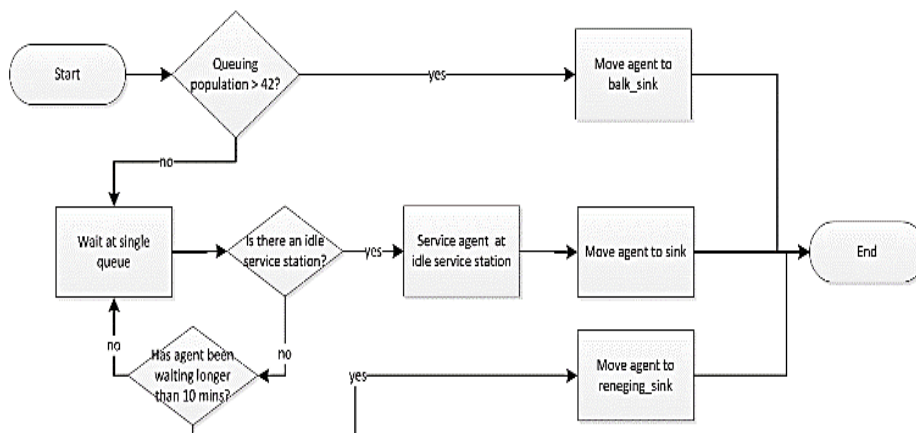 Start
Queuing
population > 42?
yes
Move agent to
balk_sink
no
Wait at single
queue
Is there an idle
service station?
yes
Service agent at
idle service station
Move agent to sink
End
no
no
Has agent been
waiting longer
than 10 mins?
yes
Move agent to
reneging_sink